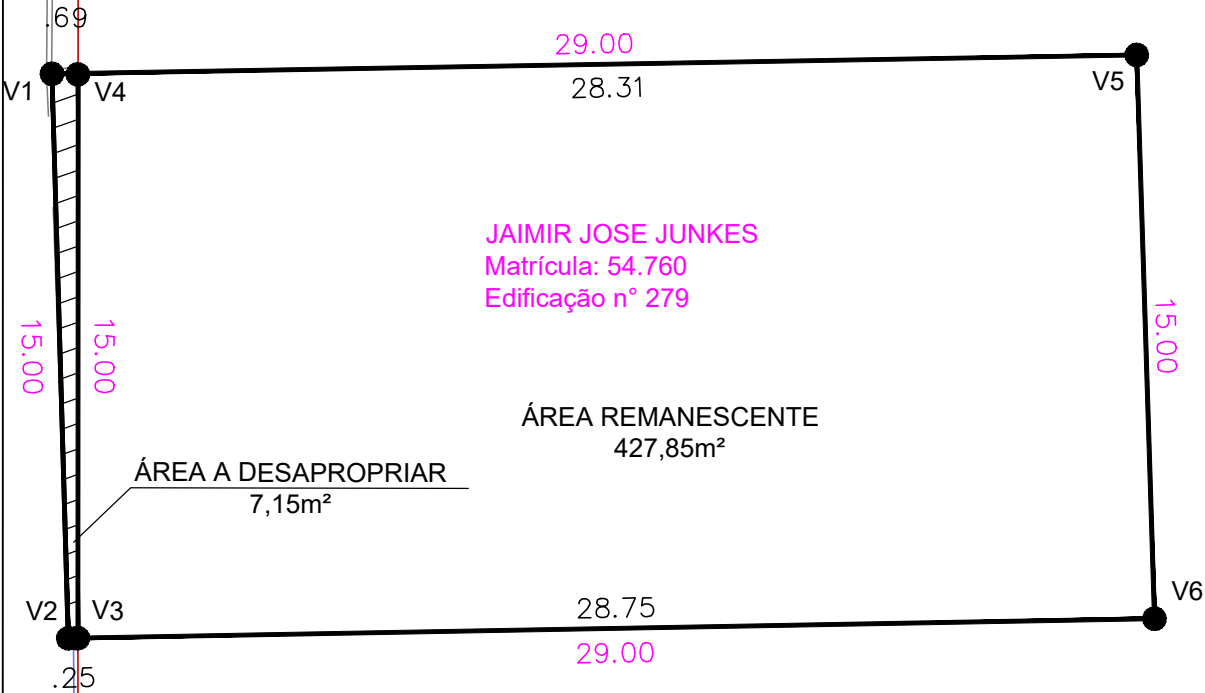 .69
29.00
28.31
V1
V4
V5
JAIMIR JOSE JUNKES
Matrícula: 54.760
Edificação n° 279
15.00
15.00
15.00
ÁREA REMANESCENTE
427,85m²
ÁREA A DESAPROPRIAR
7,15m²
V2
V3
28.75
V6
29.00
.25